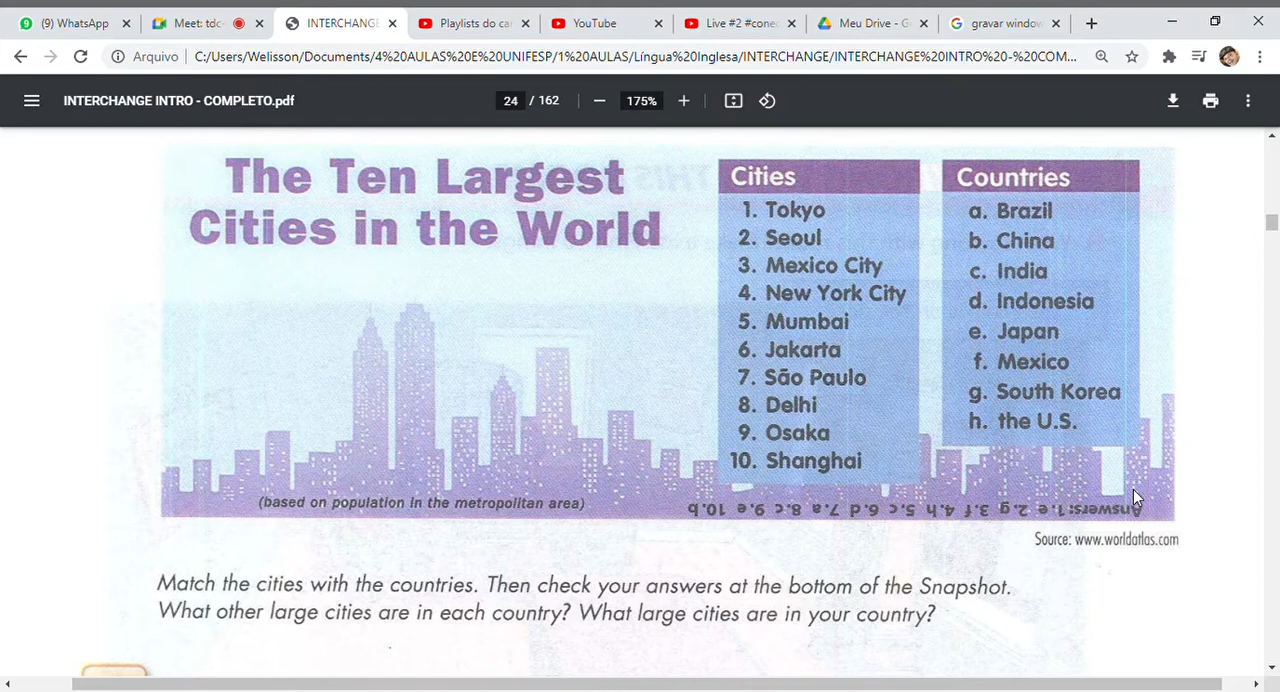 (9) WhatsApp
Meet: tdc-
INTERCHANGE
Playlists do ca
YouTube
Live #2 #cone
Meu Drive - G
gravar window
Arquivo
C:/Users/Welisson/Documents/4%20AULAS%20E%20UNIFESP/1%20AULAS/Língua%20Inglesa/INTERCHANGE/INTERCHANGE%20INTRO%20-%20COM...
INTERCHANGE INTRO - COMPLETO.pdf
24 / 162
175%
The Ten Largest
Cities in the World
Cities
1. Tokyo
2. Seoul
3. Mexico City
4. New York City
5. Mumbai
6. Jakarta
7. São Paulo
8. Delhi
9. Osaka
10. Shanghai
Countries
a. Brazil
b. China
c. India
d. Indonesia
e. Japan
f. Mexico
g. South Korea
h. the U.S.
(based on population in the metropolitan area)
Answers: 1. e 2. g 3. f 4. h 5. c 6. d 7. a 8. c 9. e 10. b
Source: www.worldatlas.com
Match the cities with the countries. Then check your answers at the bottom of the Snapshot.
What other large cities are in each country? What large cities are in your country?